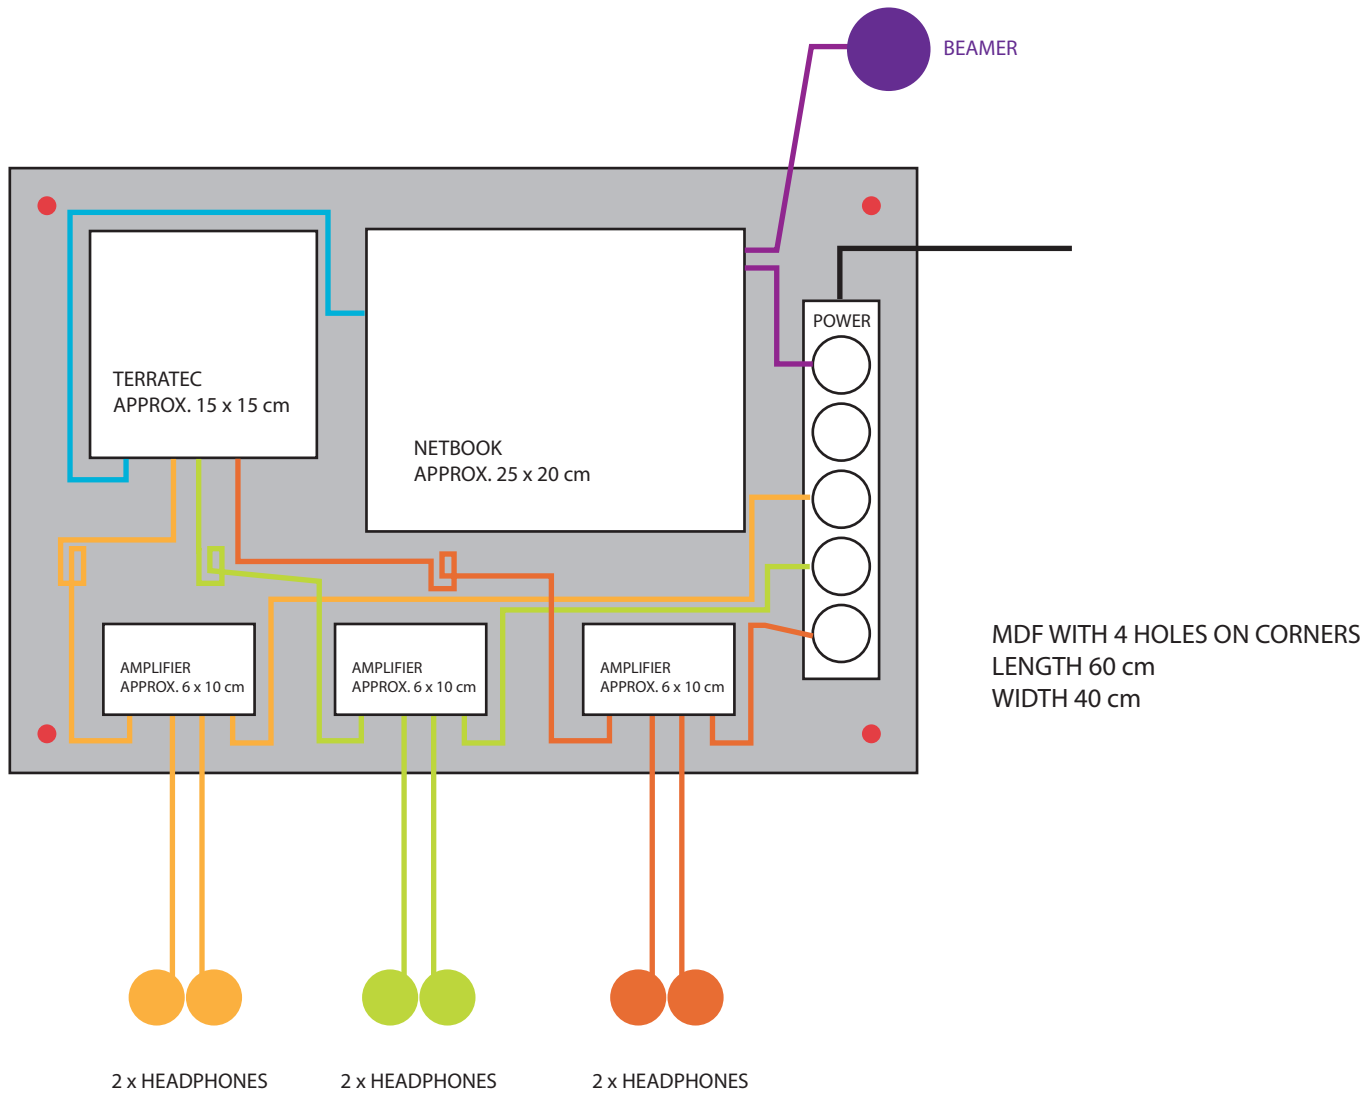 BEAMER
POWER
TERRATEC
APPROX. 15 x 15 cm
NETBOOK
APPROX. 25 x 20 cm
AMPLIFIER
APPROX. 6 x 10 cm
AMPLIFIER
APPROX. 6 x 10 cm
AMPLIFIER
APPROX. 6 x 10 cm
MDF WITH 4 HOLES ON CORNERS
LENGTH 60 cm
WIDTH 40 cm
2 x HEADPHONES
2 x HEADPHONES
2 x HEADPHONES